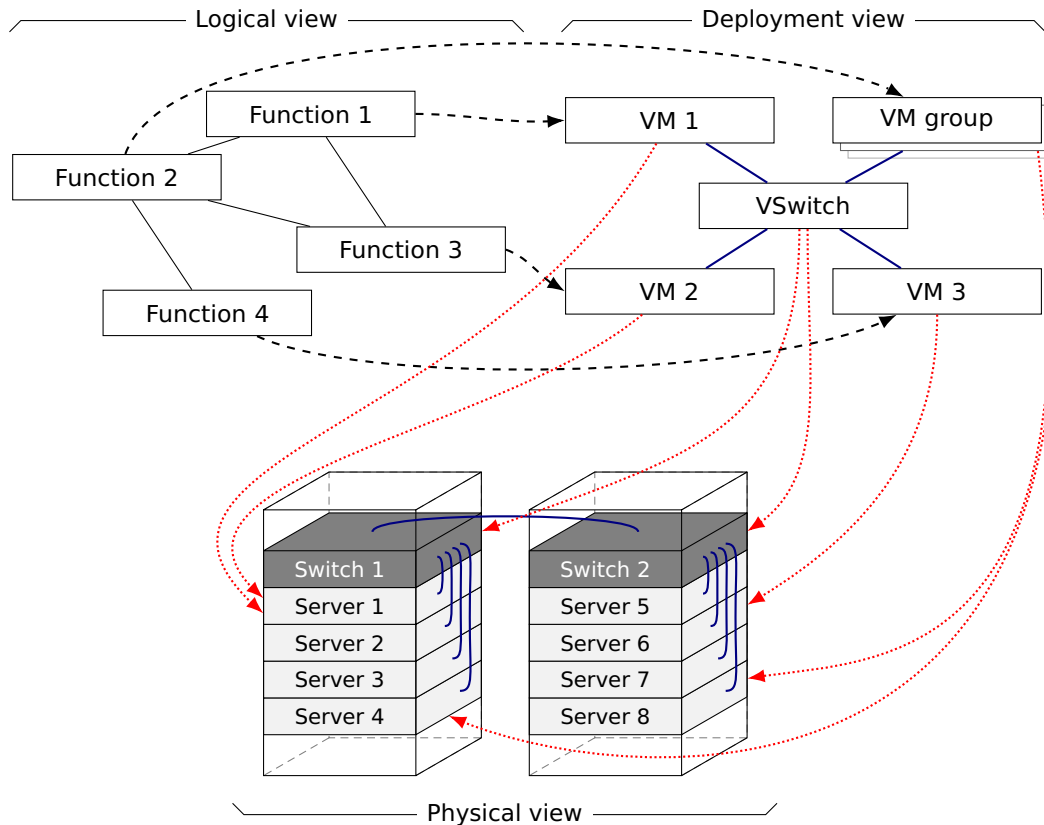 Logical view
Deployment view
Function 1
VM 1
VM group
Function 2
VSwitch
Function 3
VM 2
VM 3
Function 4
Switch 1
Switch 2
Server 1
Server 5
Server 2
Server 6
Server 3
Server 7
Server 4
Server 8
Physical view